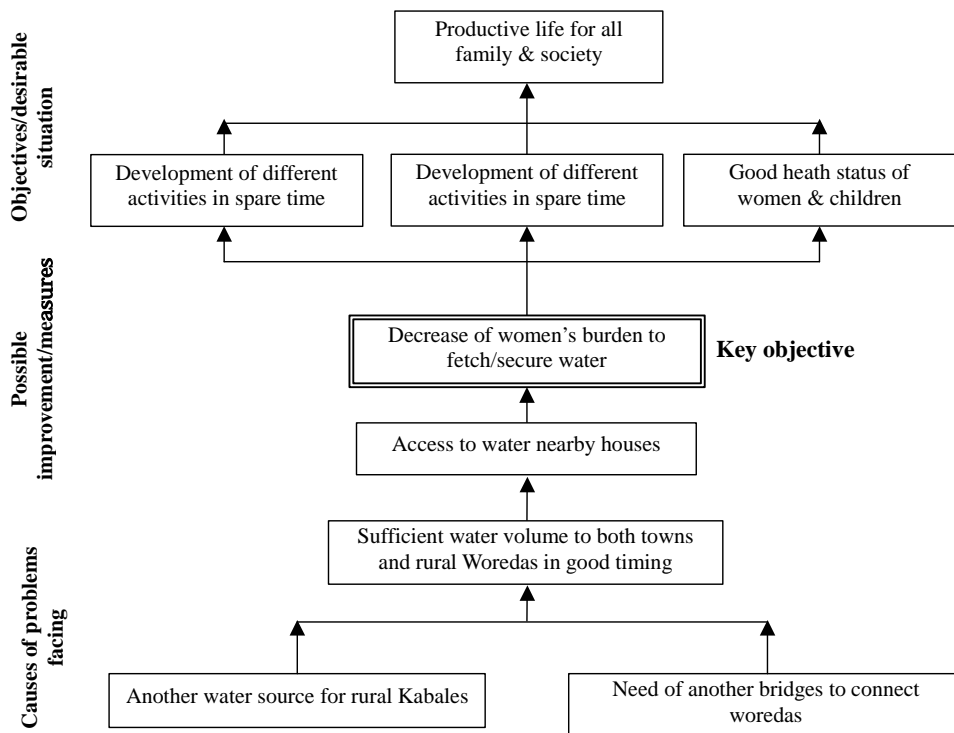 Objectives/desirable
situation
Productive life for all
family & society
Development of different
activities in spare time
Development of different
activities in spare time
Good heath status of
women & children
Possible
improvement/measures
Decrease of women's burden to
fetch/secure water
Key objective
Access to water nearby houses
Sufficient water volume to both towns
and rural Woredas in good timing
Causes of problems
facing
Another water source for rural Kabales
Need of another bridges to connect
woredas